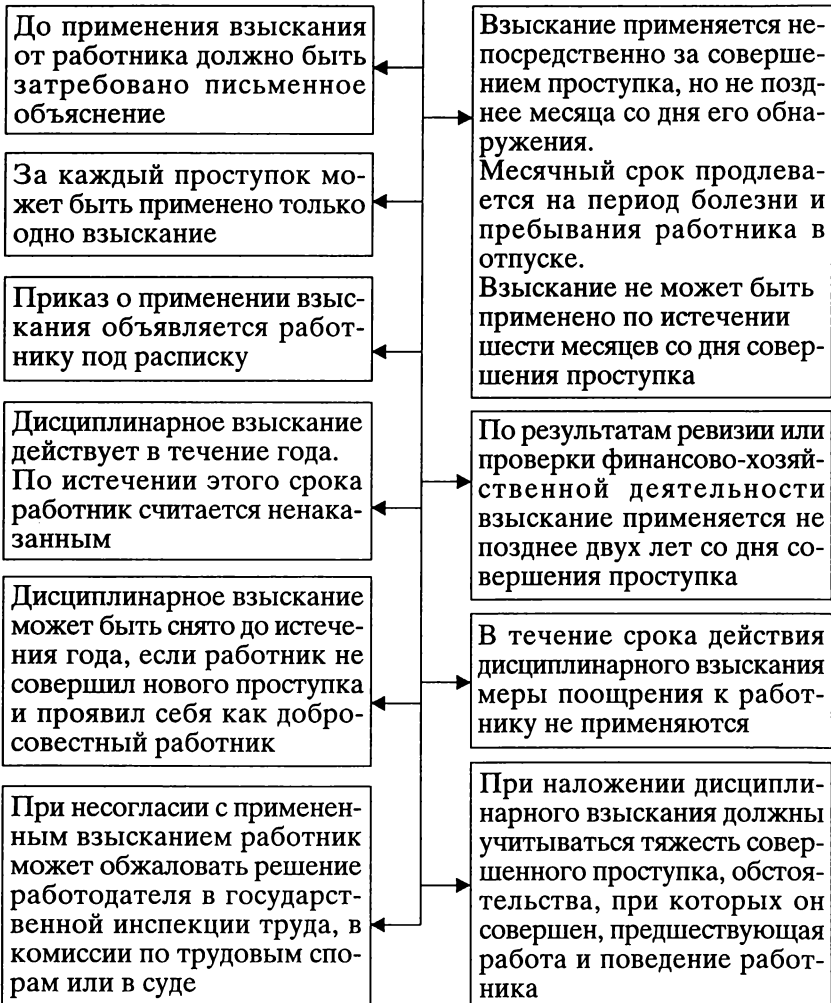 До применения взыскания
от работника должно быть
затребовано письменное
объяснение
За каждый проступок мо-
жет быть применено только
одно взыскание
Приказ о применении взыс-
кания объявляется работ-
нику под расписку
Дисциплинарное взыскание
действует в течение года.
По истечении этого срока
работник считается ненака-
занным
Дисциплинарное взыскание
может быть снято до истече-
ния года, если работник не
совершил нового проступка
и проявил себя как добро-
совестный работник
При несогласии с применен-
ным взысканием работник
может обжаловать решение
работодателя в государст-
венной инспекции труда, в
комиссии по трудовым спо-
рам или в суде
Взыскание применяется не-
посредственно за соверше-
нием проступка, но не позд-
нее месяца со дня его обна-
ружения.
Месячный срок продлева-
ется на период болезни и
пребывания работника в
отпуске.
Взыскание не может быть
применено по истечении
шести месяцев со дня совер-
шения проступка
По результатам ревизии или
проверки финансово-хозяй-
ственной деятельности
взыскание применяется не
позднее двух лет со дня со-
вершения проступка
В течение срока действия
дисциплинарного взыскания
меры поощрения к работ-
нику не применяются
При наложении дисципли-
нарного взыскания должны
учитываться тяжесть совер-
шенного проступка, обстоя-
тельства, при которых он
совершен, предшествующая
работа и поведение работ-
ника